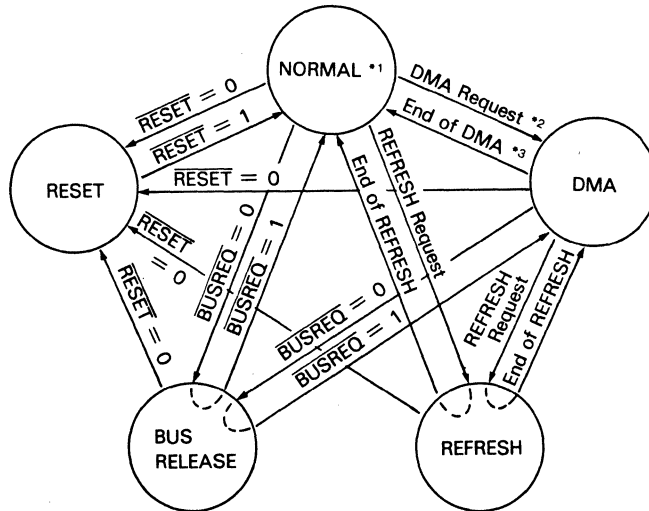 NORMAL *1
RESET = 0
RESET = 1
DMA Request *2
End of DMA *3
RESET
RESET = 0
DMA
RESET
= 0
RESET = 0
BUSREQ = 0
BUSREQ = 1
End of REFRESH
REFRESH Request
BUSREQ = 0
BUSREQ = 1
REFRESH
Request
End of REFRESH
BUS
RELEASE
REFRESH